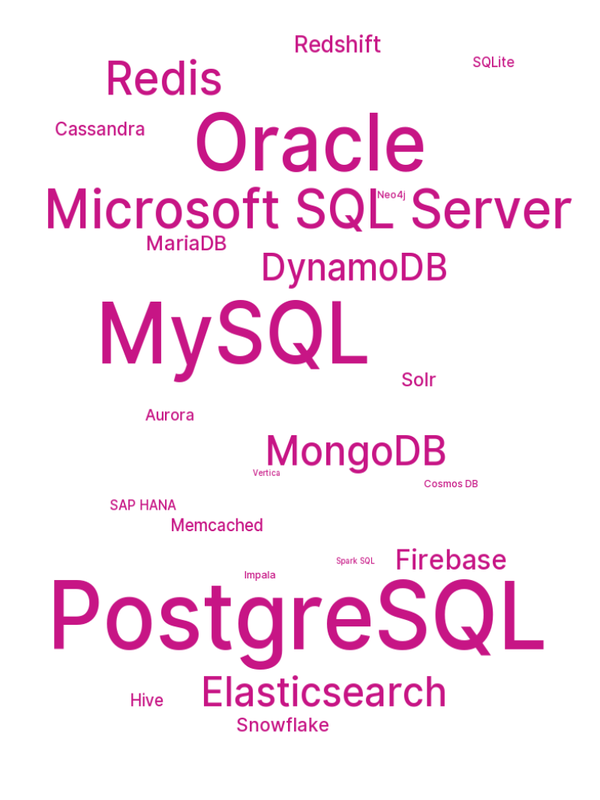 Redshift
SQLite
Redis
Cassandra
Oracle
Neo4j
Microsoft SQL Server
MariaDB
DynamoDB
MySQL
Solr
Aurora
MongoDB
Vertica
Cosmos DB
SAP HANA
Memcached
Spark SQL
Firebase
Impala
PostgreSQL
Elasticsearch
Hive
Snowflake